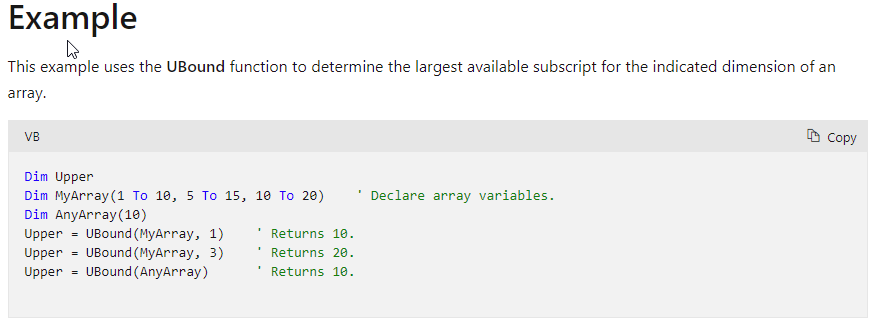 Example
This example uses the UBound function to determine the largest available subscript for the indicated dimension of an
array.
VB Copy
Dim Upper
Dim MyArray(1 To 10, 5 To 15, 10 To 20)    ' Declare array variables.
Dim AnyArray(10)
Upper = UBound(MyArray, 1)    ' Returns 10.
Upper = UBound(MyArray, 3)    ' Returns 20.
Upper = UBound(AnyArray)      ' Returns 10.